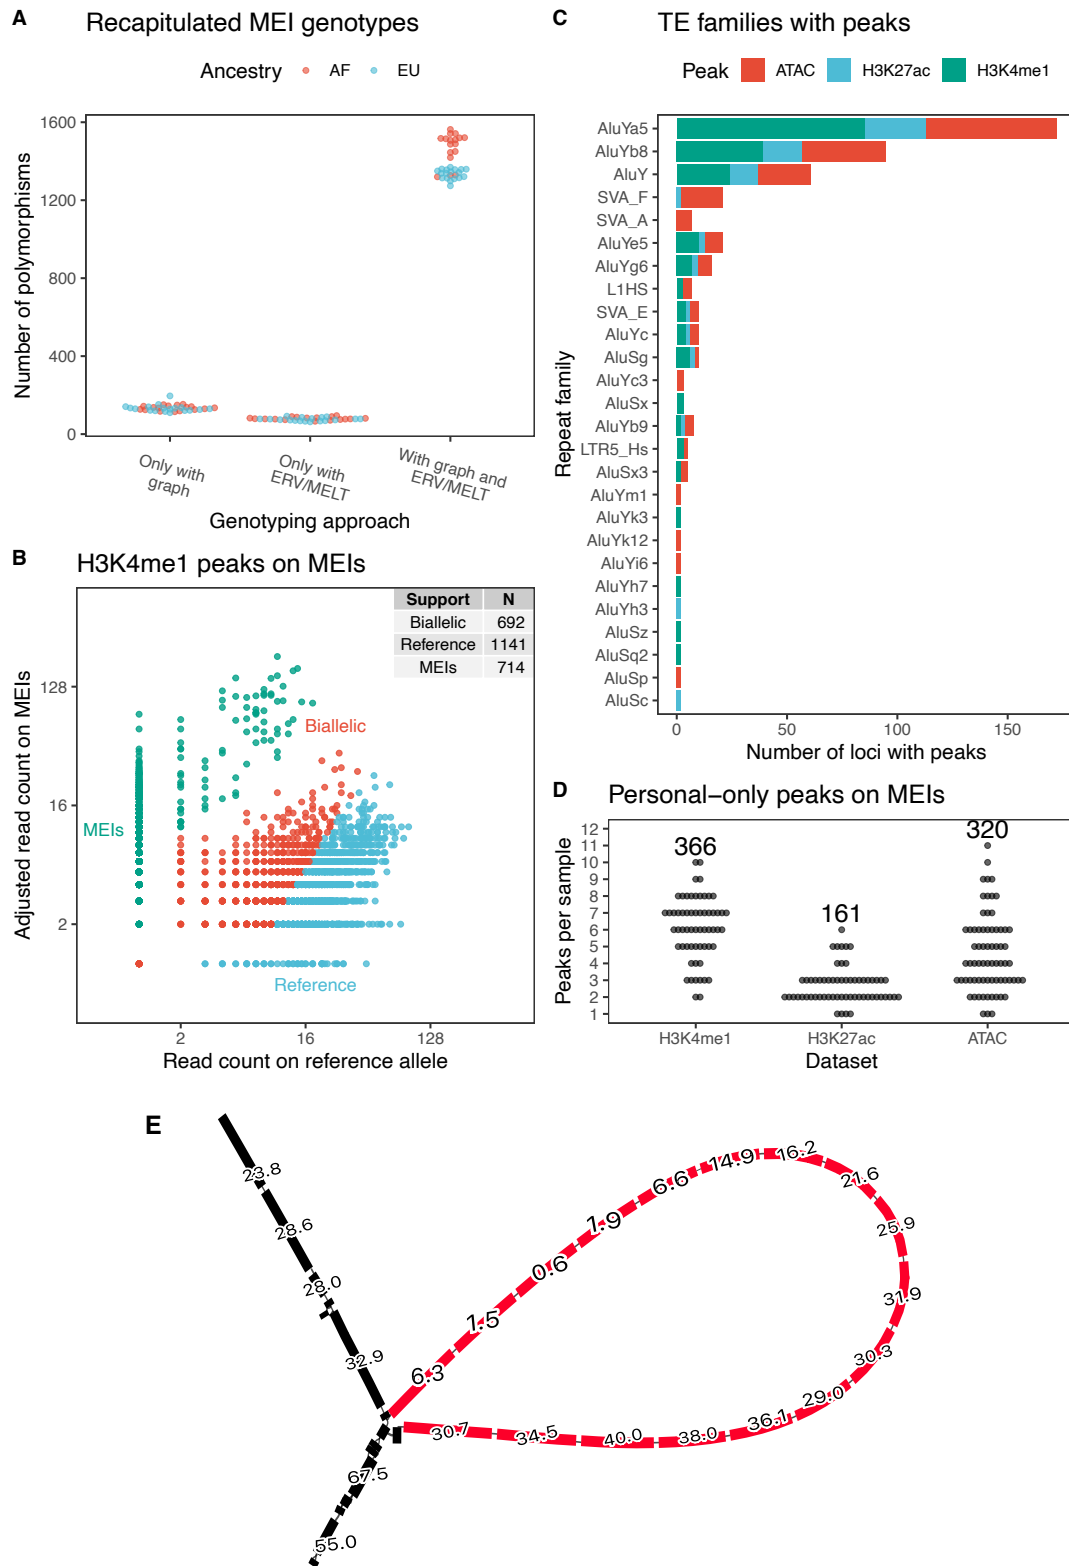 A
Recapitulated MEI genotypes
Ancestry AF EU
Number of polymorphisms
1600
1200
800
400
0
Only with graph
Only with ERV/MELT
With graph and ERV/MELT
Genotyping approach
B
H3K4me1 peaks on MEIs
Support N
Biallelic 692
Reference 1141
MEIs 714
Adjusted read count on MEIs
128
16
2
Biallelic
MEIs
Reference
2 16 128
Read count on reference allele
C
TE families with peaks
Peak ATAC H3K27ac H3K4me1
Repeat family
AluYa5
AluYb8
AluY
SVA_F
SVA_A
AluYe5
AluYg6
L1HS
SVA_E
AluYc
AluSg
AluYc3
AluSx
AluYb9
LTR5_Hs
AluSx3
AluYm1
AluYk3
AluYk12
AluYi6
AluYh7
AluYh3
AluSz
AluSq2
AluSp
AluSc
0 50 100 150
Number of loci with peaks
D
Personal−only peaks on MEIs
Peaks per sample
12
11
10
9
8
7
6
5
4
3
2
1
366
161
320
H3K4me1 H3K27ac ATAC
Dataset
E
23.8
28.6
28.0
32.9
67.5
55.0
6.3
1.5
0.6
1.9
6.6
14.9
16.2
21.6
25.9
31.9
30.3
29.0
36.1
38.0
40.0
34.5
30.7